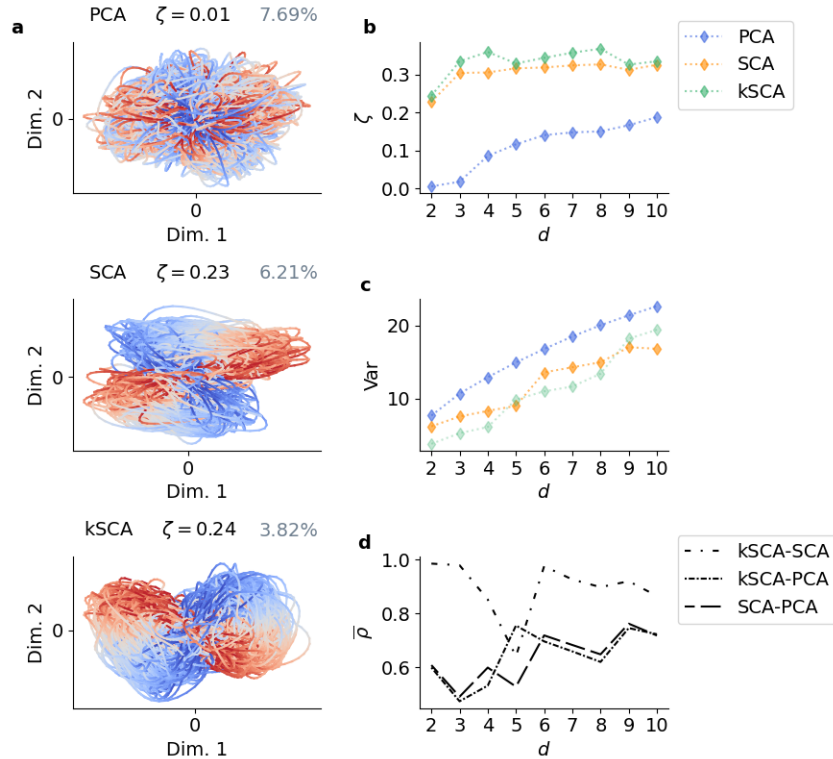 a
PCA ζ = 0.01 7.69%
Dim. 2
0
0
Dim. 1
SCA ζ = 0.23 6.21%
Dim. 2
0
0
Dim. 1
kSCA ζ = 0.24 3.82%
Dim. 2
0
0
Dim. 1
b
ζ
0.3
0.2
0.1
0.0
2 3 4 5 6 7 8 9 10
d
PCA
SCA
kSCA
c
Var
20
10
2 3 4 5 6 7 8 9 10
d
d
ρ̅
1.0
0.8
0.6
2 3 4 5 6 7 8 9 10
d
kSCA-SCA
kSCA-PCA
SCA-PCA